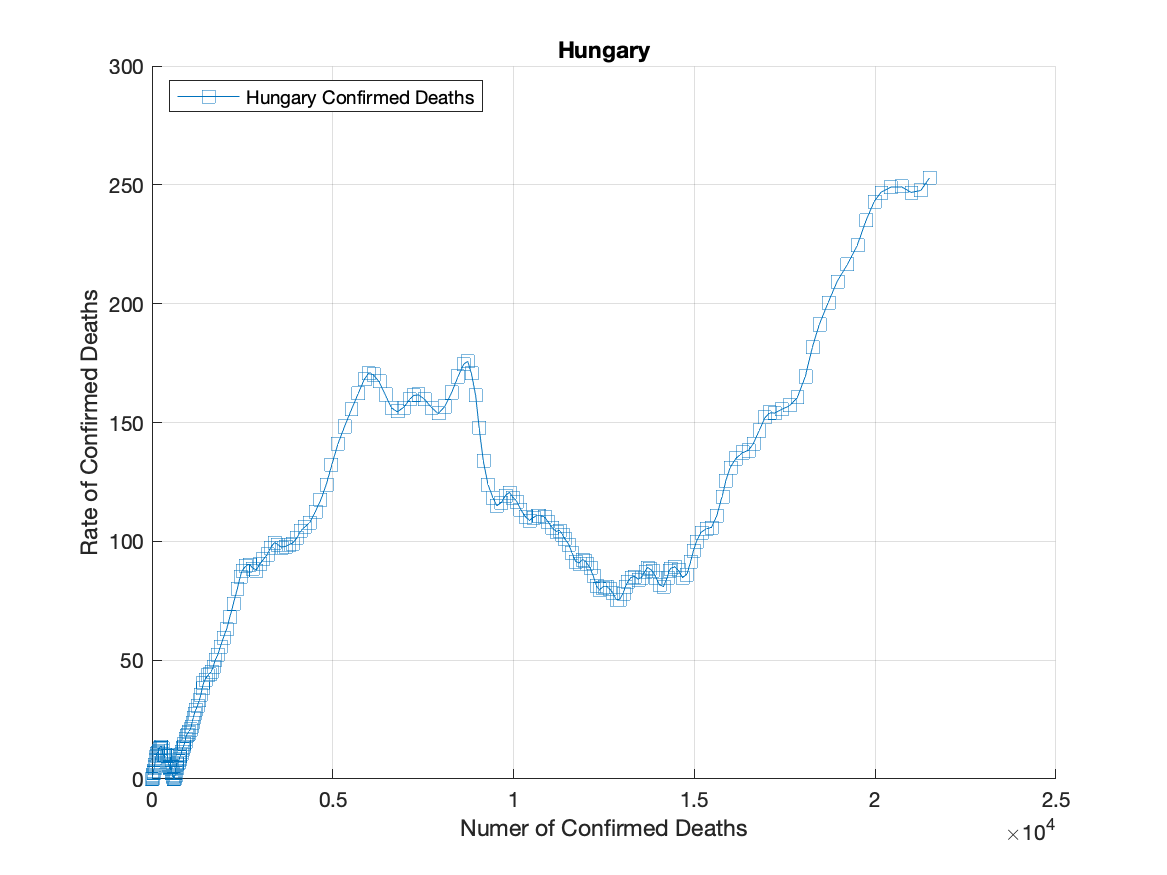 Hungary
Hungary Confirmed Deaths
300
250
200
150
100
50
0
Rate of Confirmed Deaths
0 0.5 1 1.5 2 2.5
Numer of Confirmed Deaths
×10^4